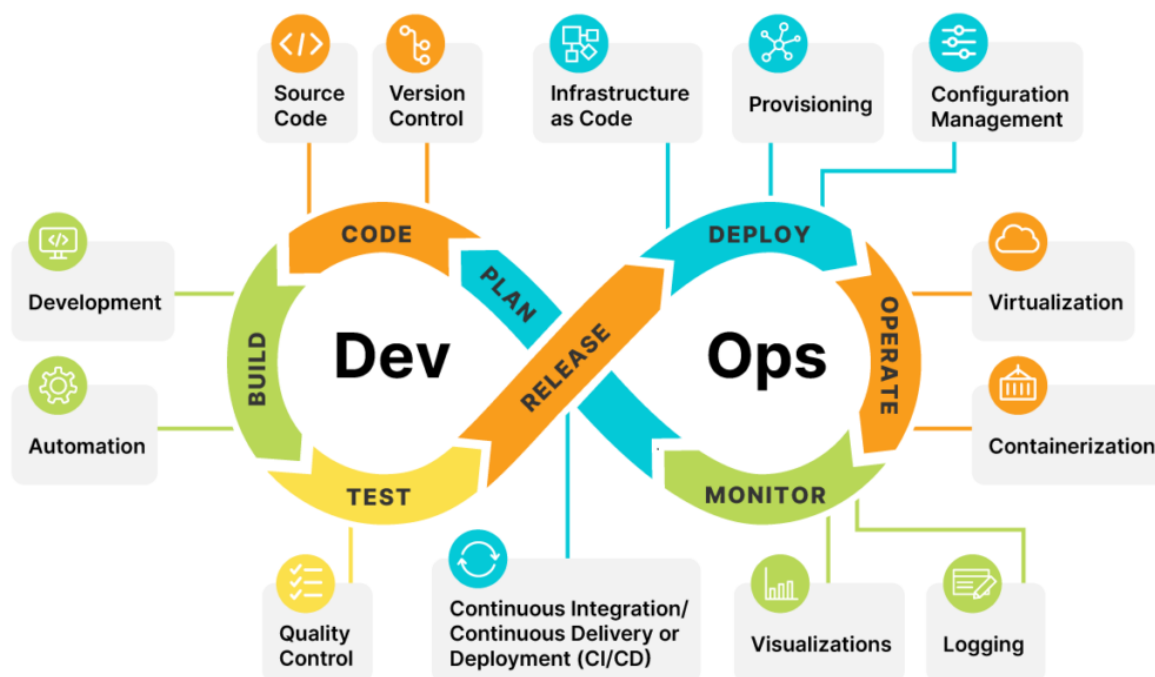 Source
Code
Version
Control
Infrastructure
as Code
Provisioning
Configuration
Management
CODE
DEPLOY
PLAN
Development
Virtualization
Dev
Ops
BUILD
RELEASE
OPERATE
Automation
Containerization
TEST
MONITOR
Quality
Control
Continuous Integration/
Continuous Delivery or
Deployment (CI/CD)
Visualizations
Logging